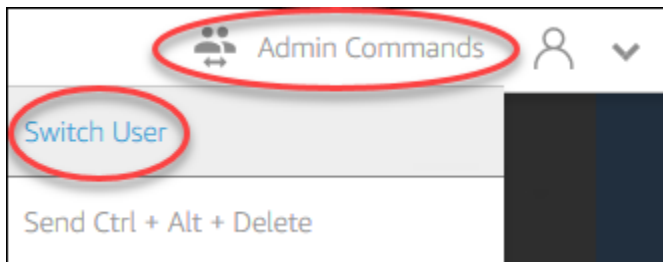 Admin Commands
Switch User
Send Ctrl + Alt + Delete